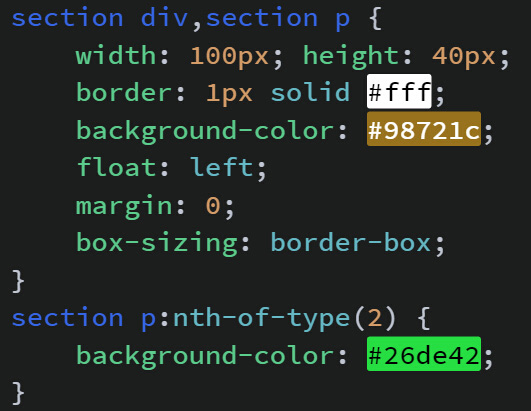 section div,section p {
    width: 100px; height: 40px;
    border: 1px solid #fff;
    background-color: #98721c;
    float: left;
    margin: 0;
    box-sizing: border-box;
}
section p:nth-of-type(2) {
    background-color: #26de42;
}